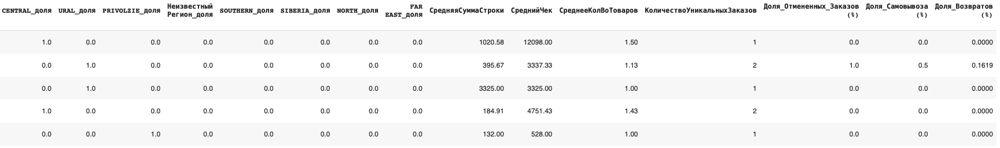 CENTRAL_доля URAL_доля PRIVOLZIE_доля Неизвестный Регион_доля SOUTHERN_доля SIBERIA_доля NORTH_доля FAR EAST_доля СредняяСуммаСтроки СреднийЧек СреднееКолВоТоваров КоличествоУникальныхЗаказов Доля_Отмененных_Заказов (%) Доля_Самовывоза (%) Доля_Возвратов (%)
1.0 0.0 0.0 0.0 0.0 0.0 0.0 0.0 1020.58 12098.00 1.50 1 0.0 0.0 0.0000
0.0 1.0 0.0 0.0 0.0 0.0 0.0 0.0 395.67 3337.33 1.13 2 1.0 0.5 0.1619
0.0 1.0 0.0 0.0 0.0 0.0 0.0 0.0 3325.00 3325.00 1.00 1 0.0 0.0 0.0000
1.0 0.0 0.0 0.0 0.0 0.0 0.0 0.0 184.91 4751.43 1.43 2 0.0 0.0 0.0000
0.0 0.0 1.0 0.0 0.0 0.0 0.0 0.0 132.00 528.00 1.00 1 0.0 0.0 0.0000